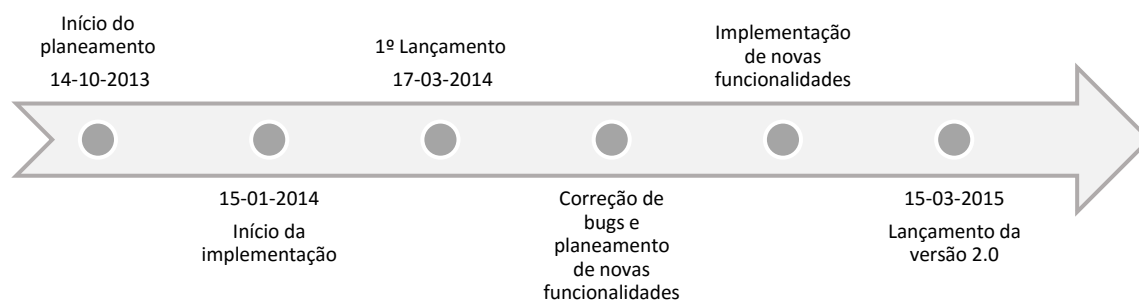 Início do
planeamento
14-10-2013
15-01-2014
Início da
implementação
1º Lançamento
17-03-2014
Correção de
bugs e
planeamento
de novas
funcionalidades
Implementação
de novas
funcionalidades
15-03-2015
Lançamento da
versão 2.0